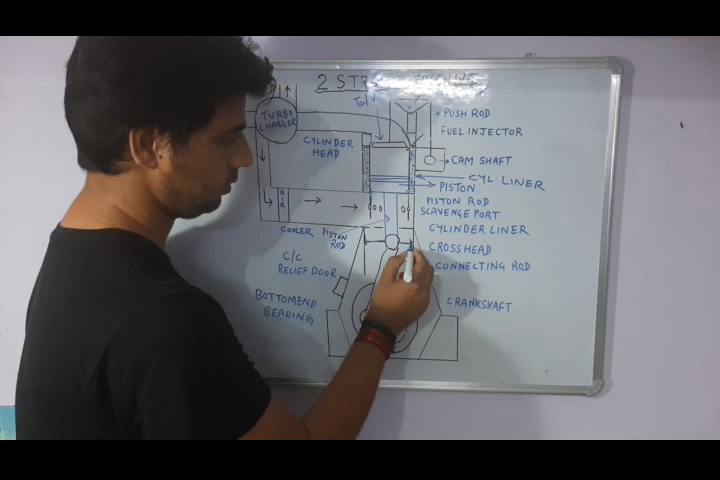 2 STR
TURBO
CHARGER
PUSH ROD
FUEL INJECTOR
CYLINDER
HEAD
CAM SHAFT
CYL. LINER
PISTON
AIR
PISTON ROD
SCAVENGE PORT
COOLER
PISTON
ROD
CYLINDER LINER
CROSSHEAD
C/C
RELIEF DOOR
CONNECTING ROD
BOTTOMEND
BEARING
CRANKSHAFT